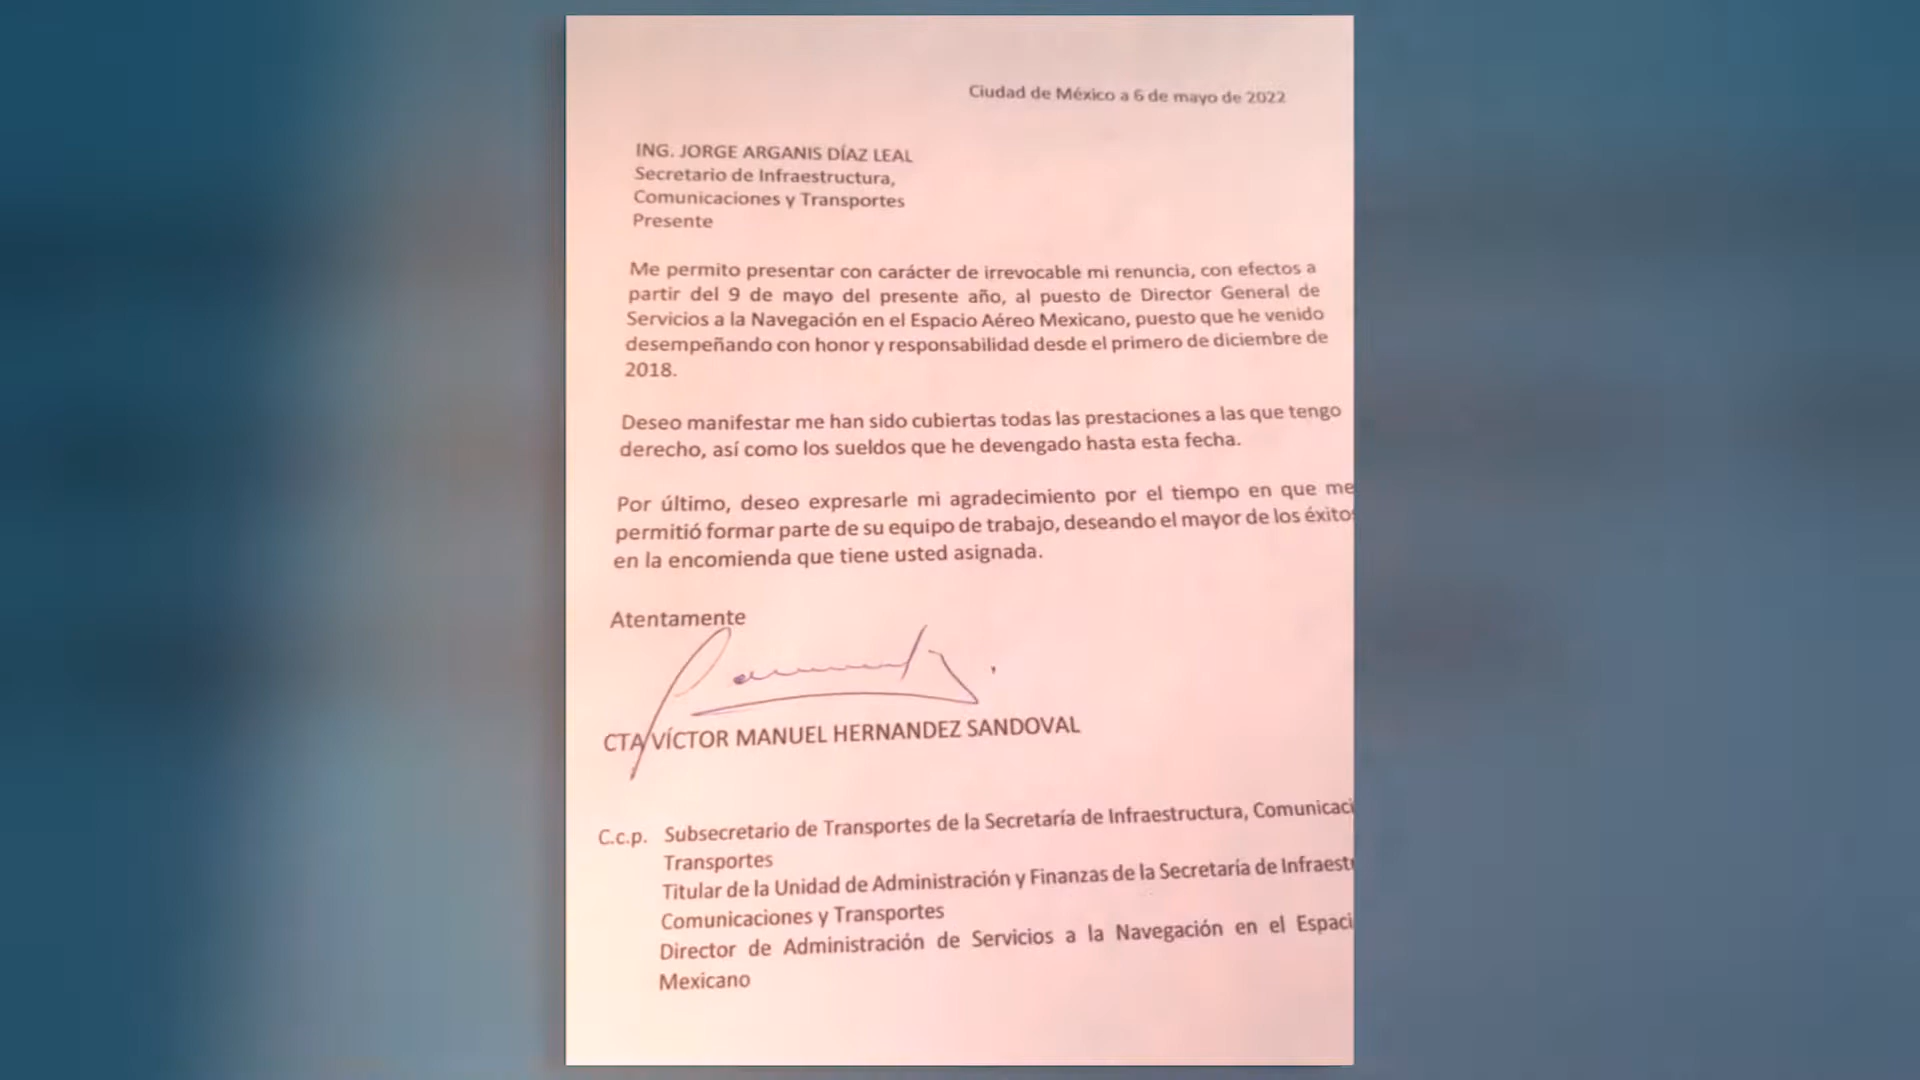 Ciudad de México a 6 de mayo de 2022
ING. JORGE ARGANIS DÍAZ LEAL
Secretario de Infraestructura,
Comunicaciones y Transportes
Presente
Me permito presentar con carácter de irrevocable mi renuncia, con efectos a
partir del 9 de mayo del presente año, al puesto de Director General de
Servicios a la Navegación en el Espacio Aéreo Mexicano, puesto que he venido
desempeñando con honor y responsabilidad desde el primero de diciembre de
2018.
Deseo manifestar me han sido cubiertas todas las prestaciones a las que tengo
derecho, así como los sueldos que he devengado hasta esta fecha.
Por último, deseo expresarle mi agradecimiento por el tiempo en que me
permitió formar parte de su equipo de trabajo, deseando el mayor de los éxitos
en la encomienda que tiene usted asignada.
Atentamente
CTA VÍCTOR MANUEL HERNANDEZ SANDOVAL
C.c.p. Subsecretario de Transportes de la Secretaría de Infraestructura, Comunicaci
Transportes
Titular de la Unidad de Administración y Finanzas de la Secretaría de Infraestr
Comunicaciones y Transportes
Director de Administración de Servicios a la Navegación en el Espaci
Mexicano